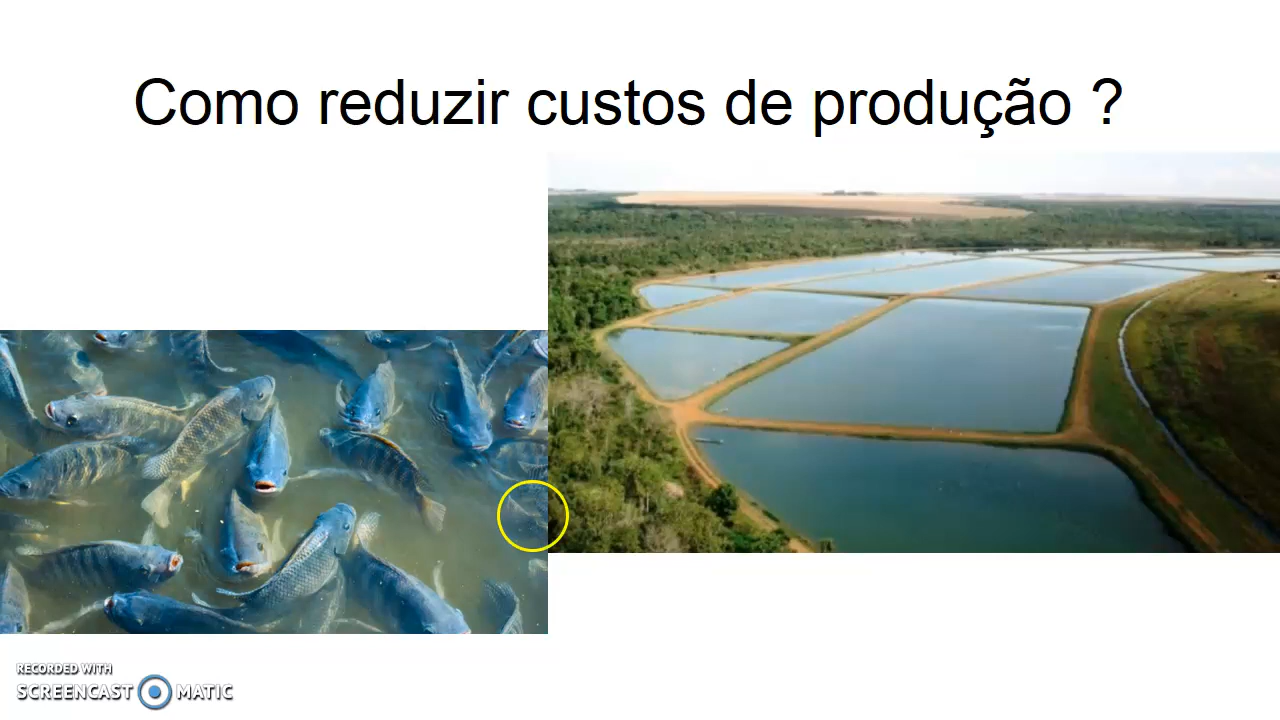 Como reduzir custos de produção ?
RECORDED WITH
SCREENCAST MATIC